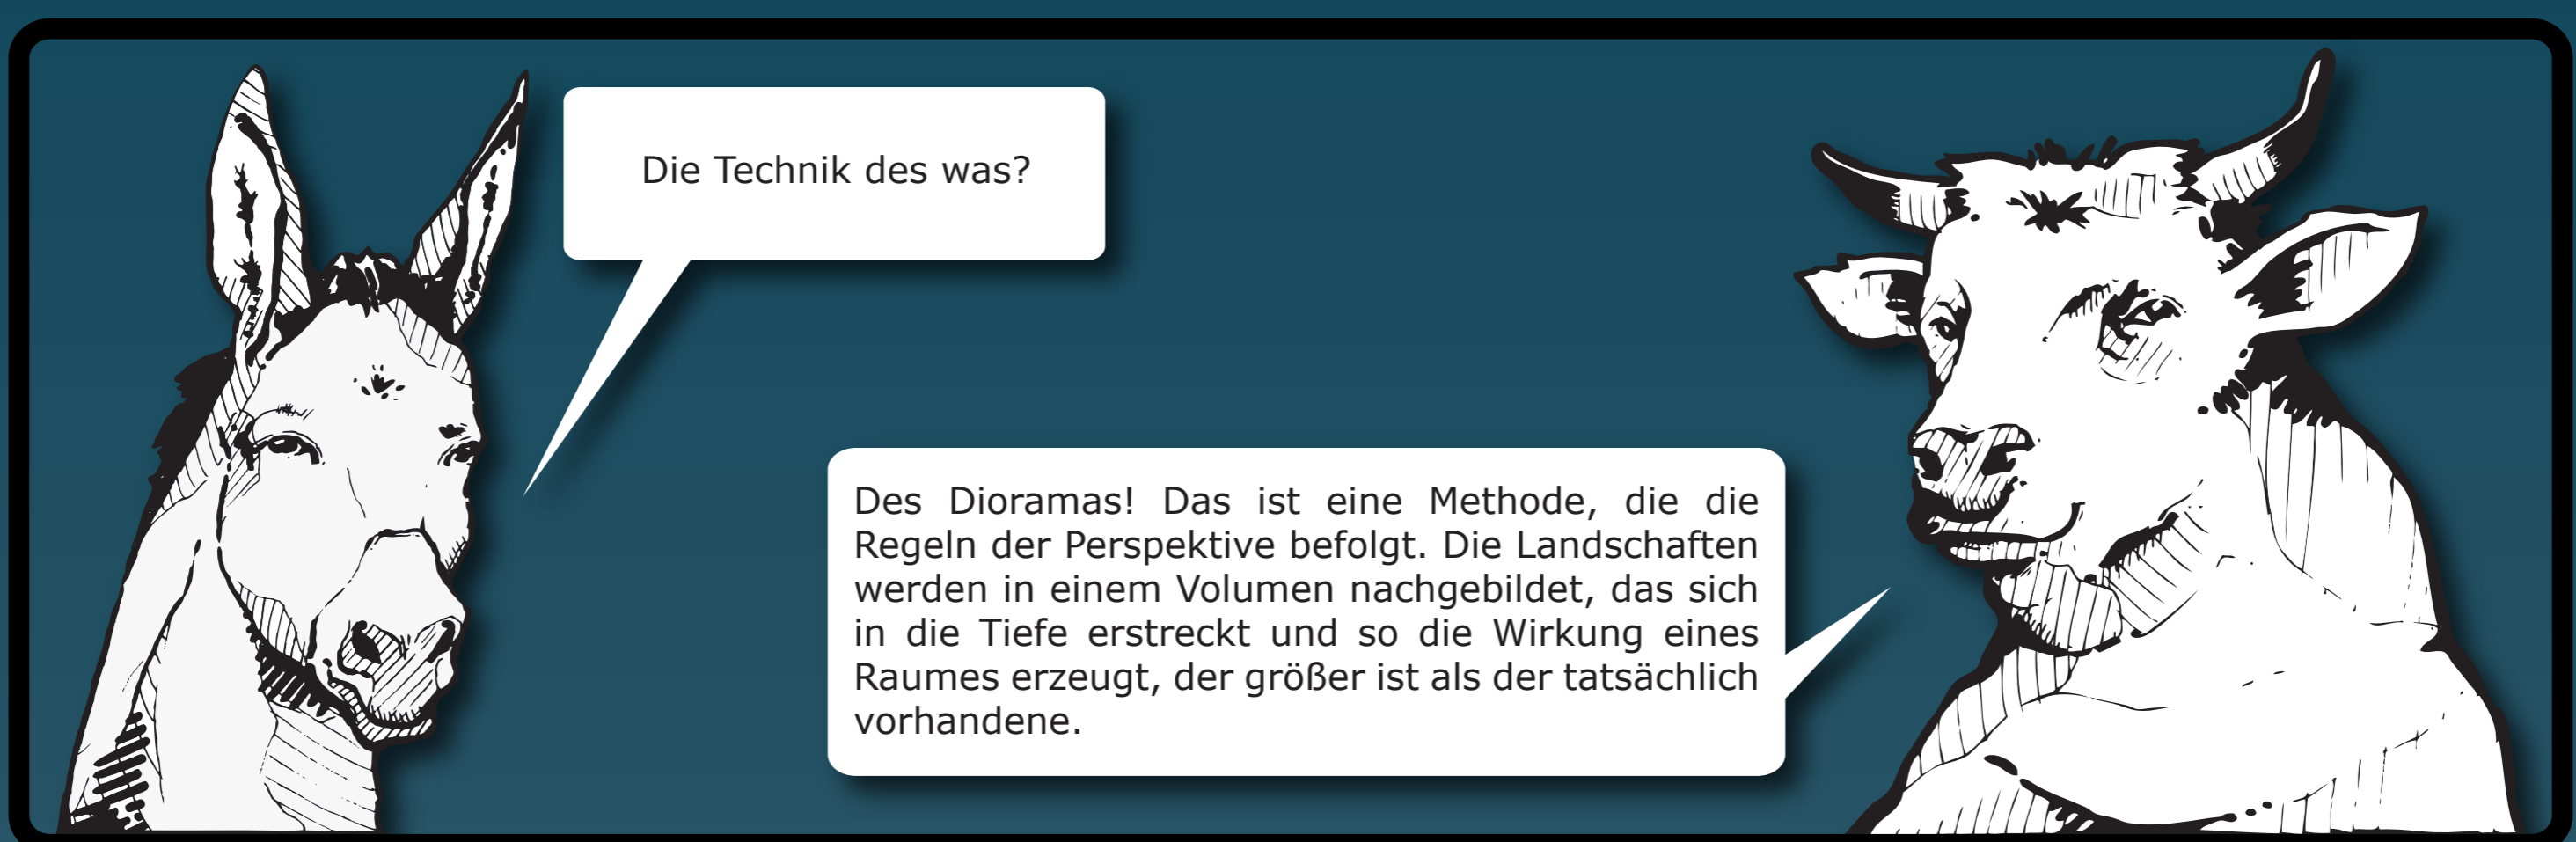 Die Technik des was?
Des Dioramas! Das ist eine Methode, die die
Regeln der Perspektive befolgt. Die Landschaften
werden in einem Volumen nachgebildet, das sich
in die Tiefe erstreckt und so die Wirkung eines
Raumes erzeugt, der größer ist als der tatsächlich
vorhandene.